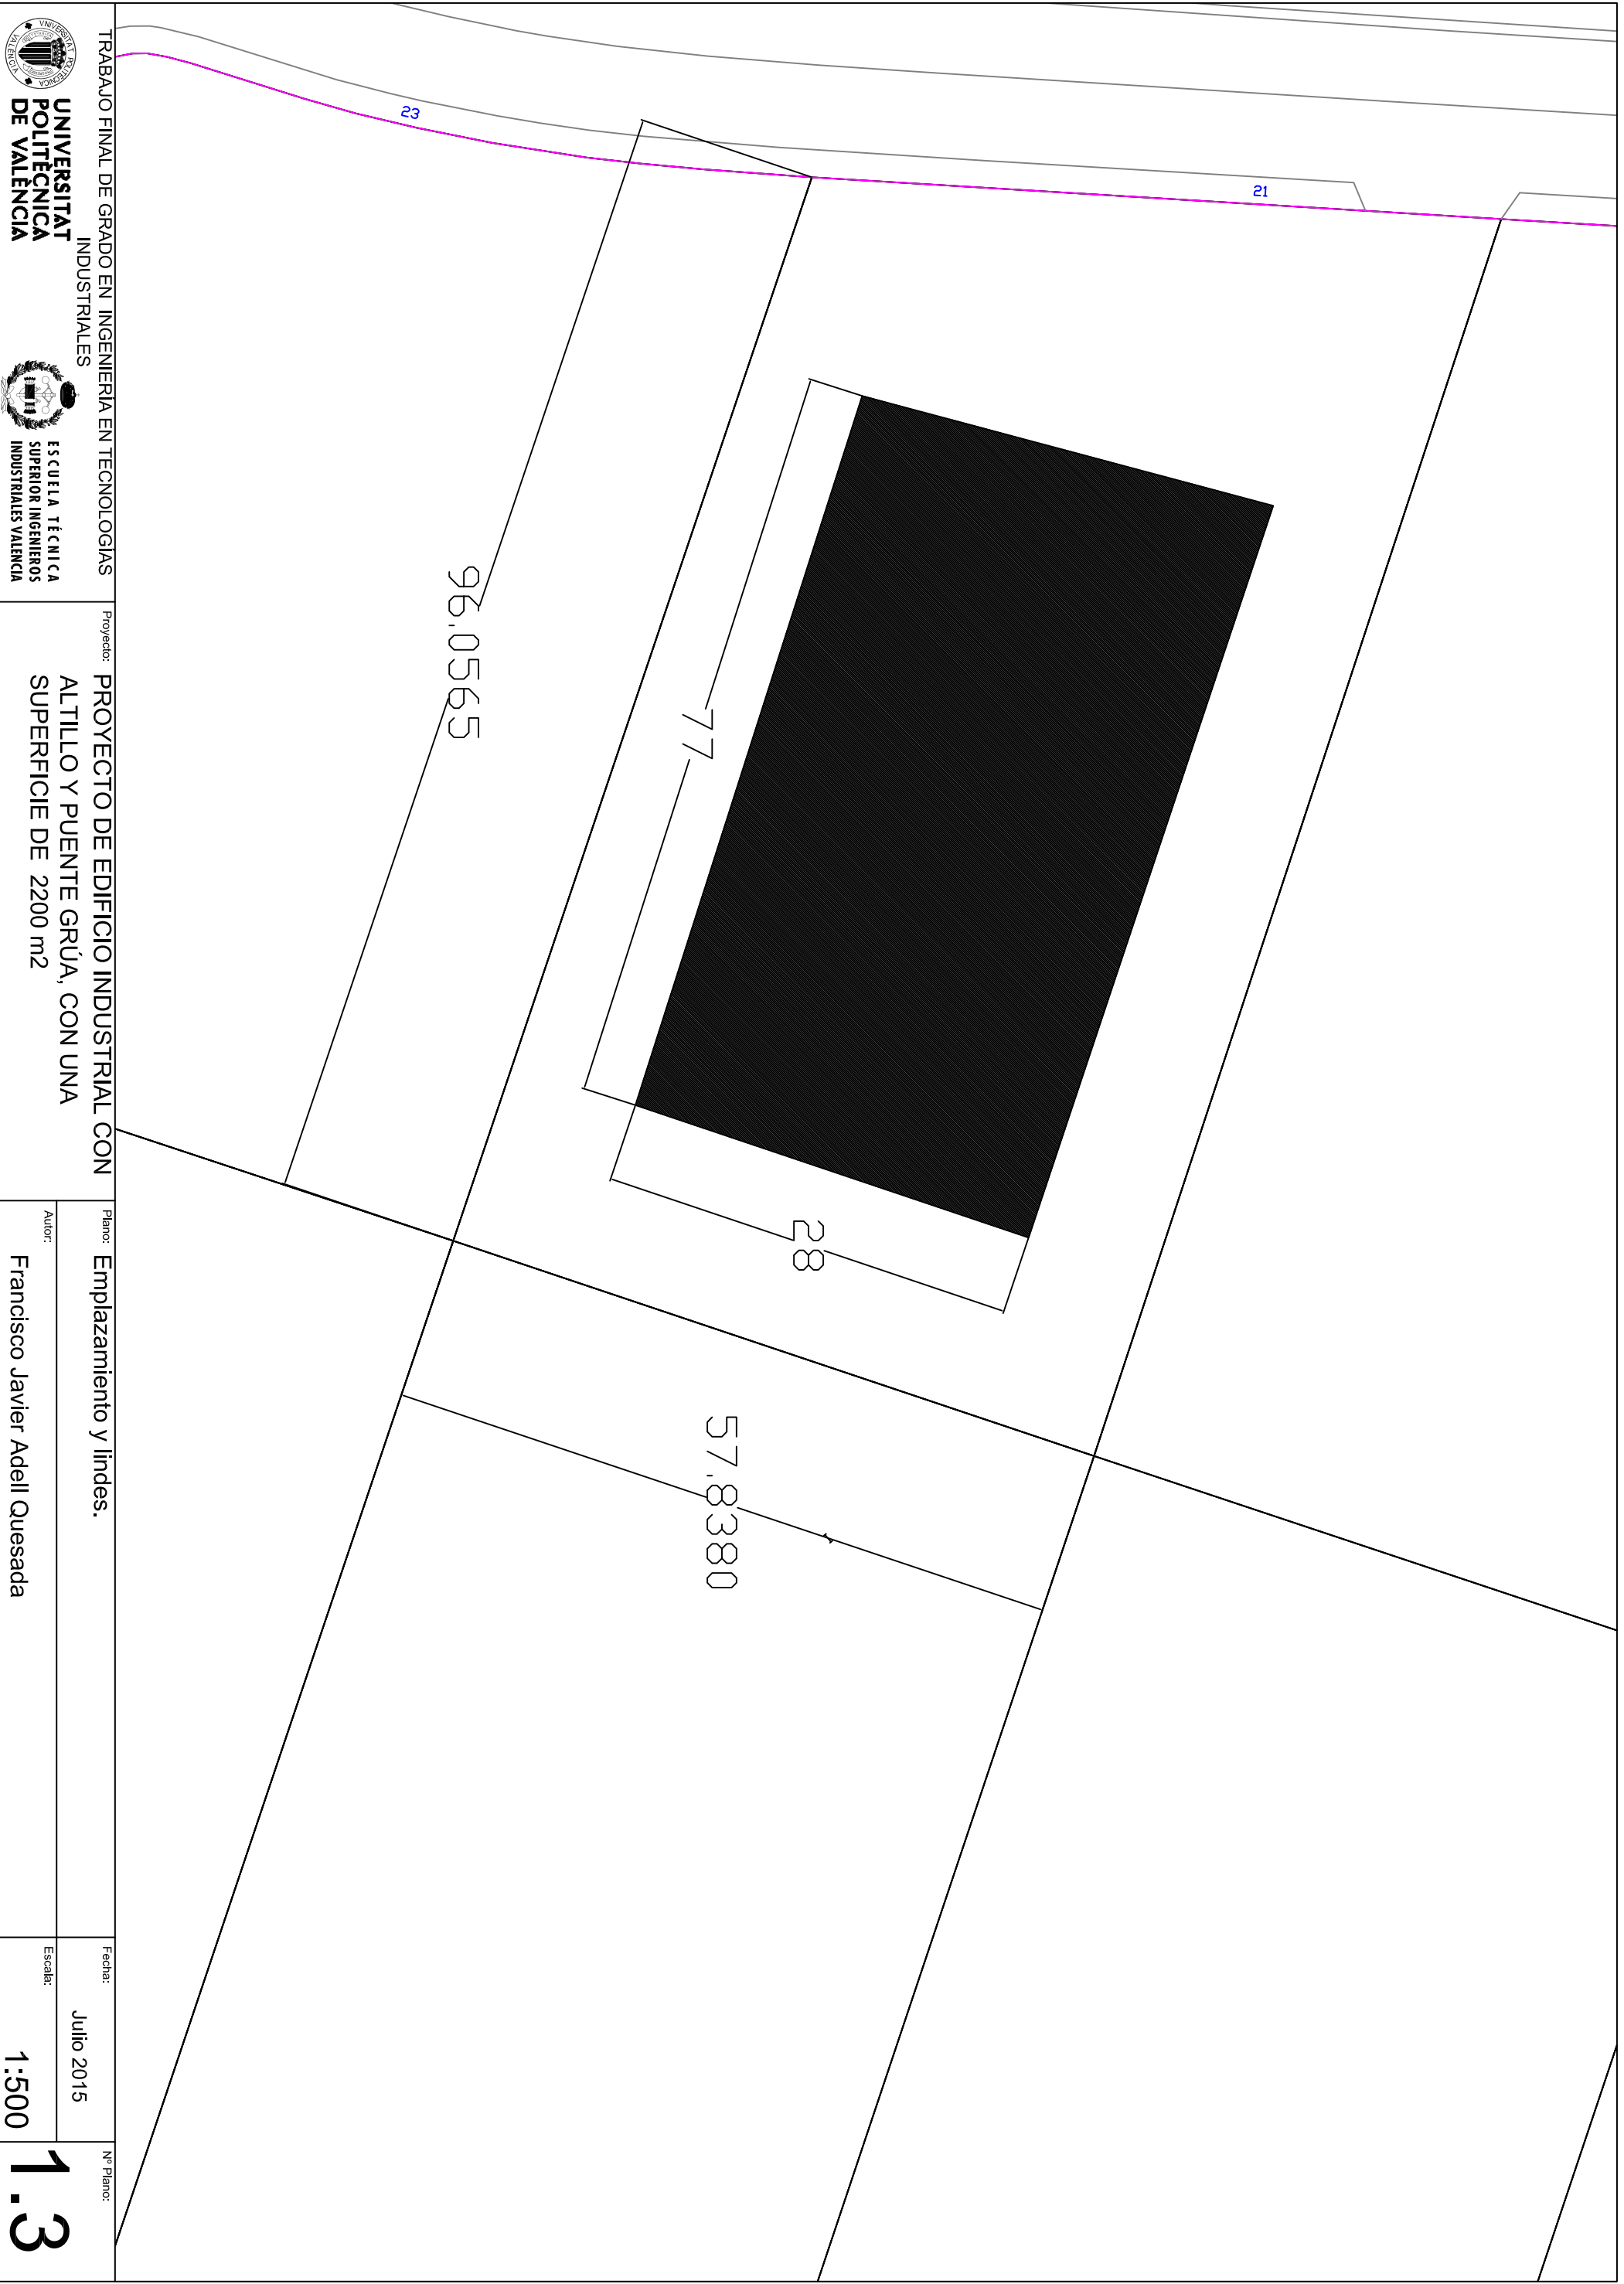 23
21
96.0565
77
28
57.8380
TRABAJO FINAL DE GRADO EN INGENIERÍA EN TECNOLOGÍAS
INDUSTRIALES
VNIVERSITAT POLITÈCNICA
VALÈNCIA
UNIVERSITAT
POLITÈCNICA
DE VALÈNCIA
ESCUELA TÉCNICA
SUPERIOR INGENIEROS
INDUSTRIALES VALENCIA
Proyecto:
PROYECTO DE EDIFICIO INDUSTRIAL CON
ALTILLO Y PUENTE GRÚA, CON UNA
SUPERFICIE DE 2200 m2
Plano:
Emplazamiento y lindes.
Autor:
Francisco Javier Adell Quesada
Fecha:
Julio 2015
Escala:
1:500
Nº Plano:
1.3